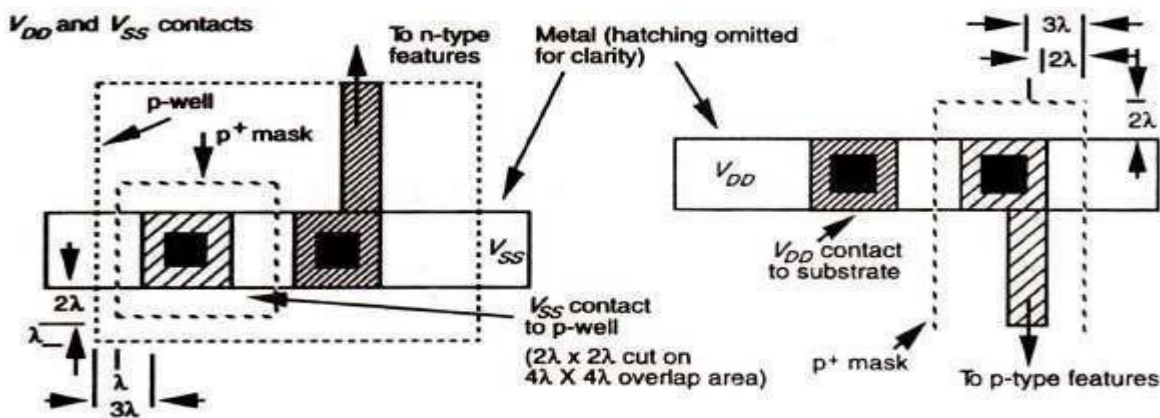 V_DD and V_SS contacts
To n-type
features
Metal (hatching omitted
for clarity)
3λ
2λ
p-well
p⁺ mask
2λ
V_DD
V_SS
V_DD contact
to substrate
2λ
λ
V_SS contact
to p-well
(2λ x 2λ cut on
4λ X 4λ overlap area)
p⁺ mask
To p-type features
λ
3λ